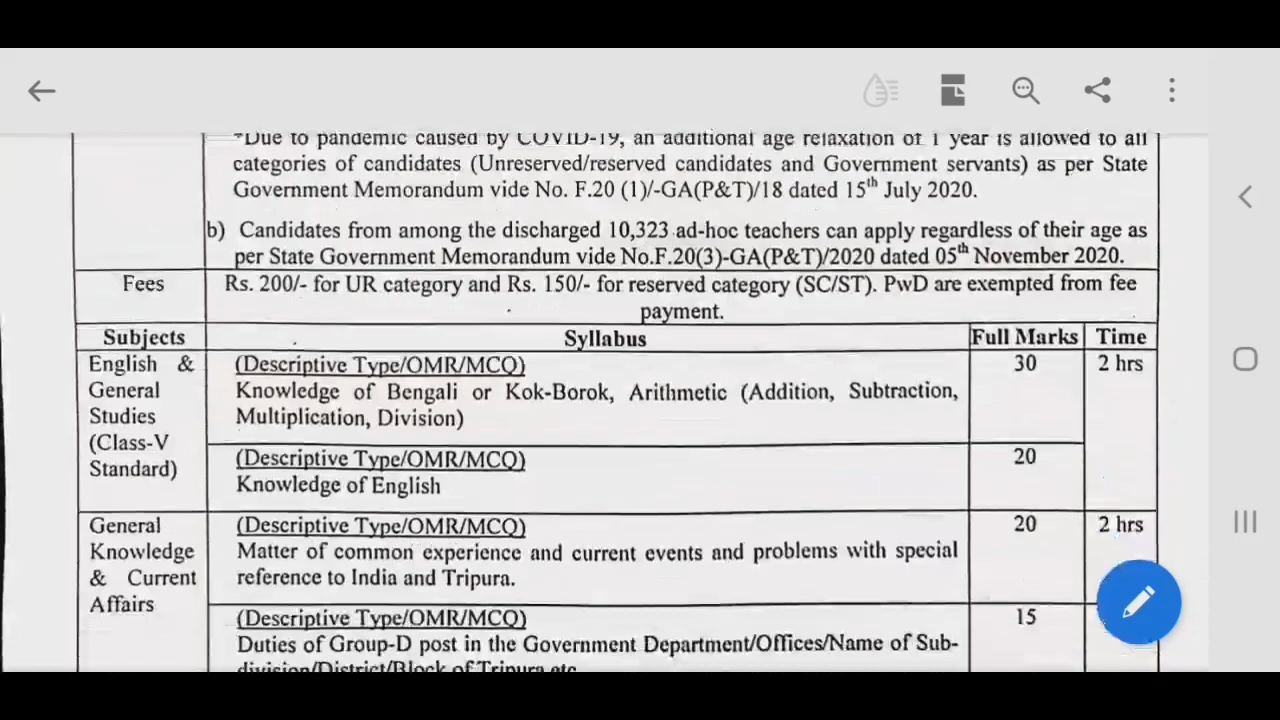 *Due to pandemic caused by COVID-19, an additional age relaxation of 1 year is allowed to all
categories of candidates (Unreserved/reserved candidates and Government servants) as per State
Government Memorandum vide No. F.20 (1)/-GA(P&T)/18 dated 15th July 2020.
b) Candidates from among the discharged 10,323 ad-hoc teachers can apply regardless of their age as
per State Government Memorandum vide No.F.20(3)-GA(P&T)/2020 dated 05th November 2020.
Fees
Rs. 200/- for UR category and Rs. 150/- for reserved category (SC/ST). PwD are exempted from fee
payment.
Subjects Syllabus Full Marks Time
English &
General
Studies
(Class-V
Standard)
(Descriptive Type/OMR/MCQ)
Knowledge of Bengali or Kok-Borok, Arithmetic (Addition, Subtraction,
Multiplication, Division)
30
2 hrs
(Descriptive Type/OMR/MCQ)
Knowledge of English
20
General
Knowledge
& Current
Affairs
(Descriptive Type/OMR/MCQ)
Matter of common experience and current events and problems with special
reference to India and Tripura.
20
2 hrs
(Descriptive Type/OMR/MCQ)
Duties of Group-D post in the Government Department/Offices/Name of Sub-
division/District/Block of Tripura etc
15